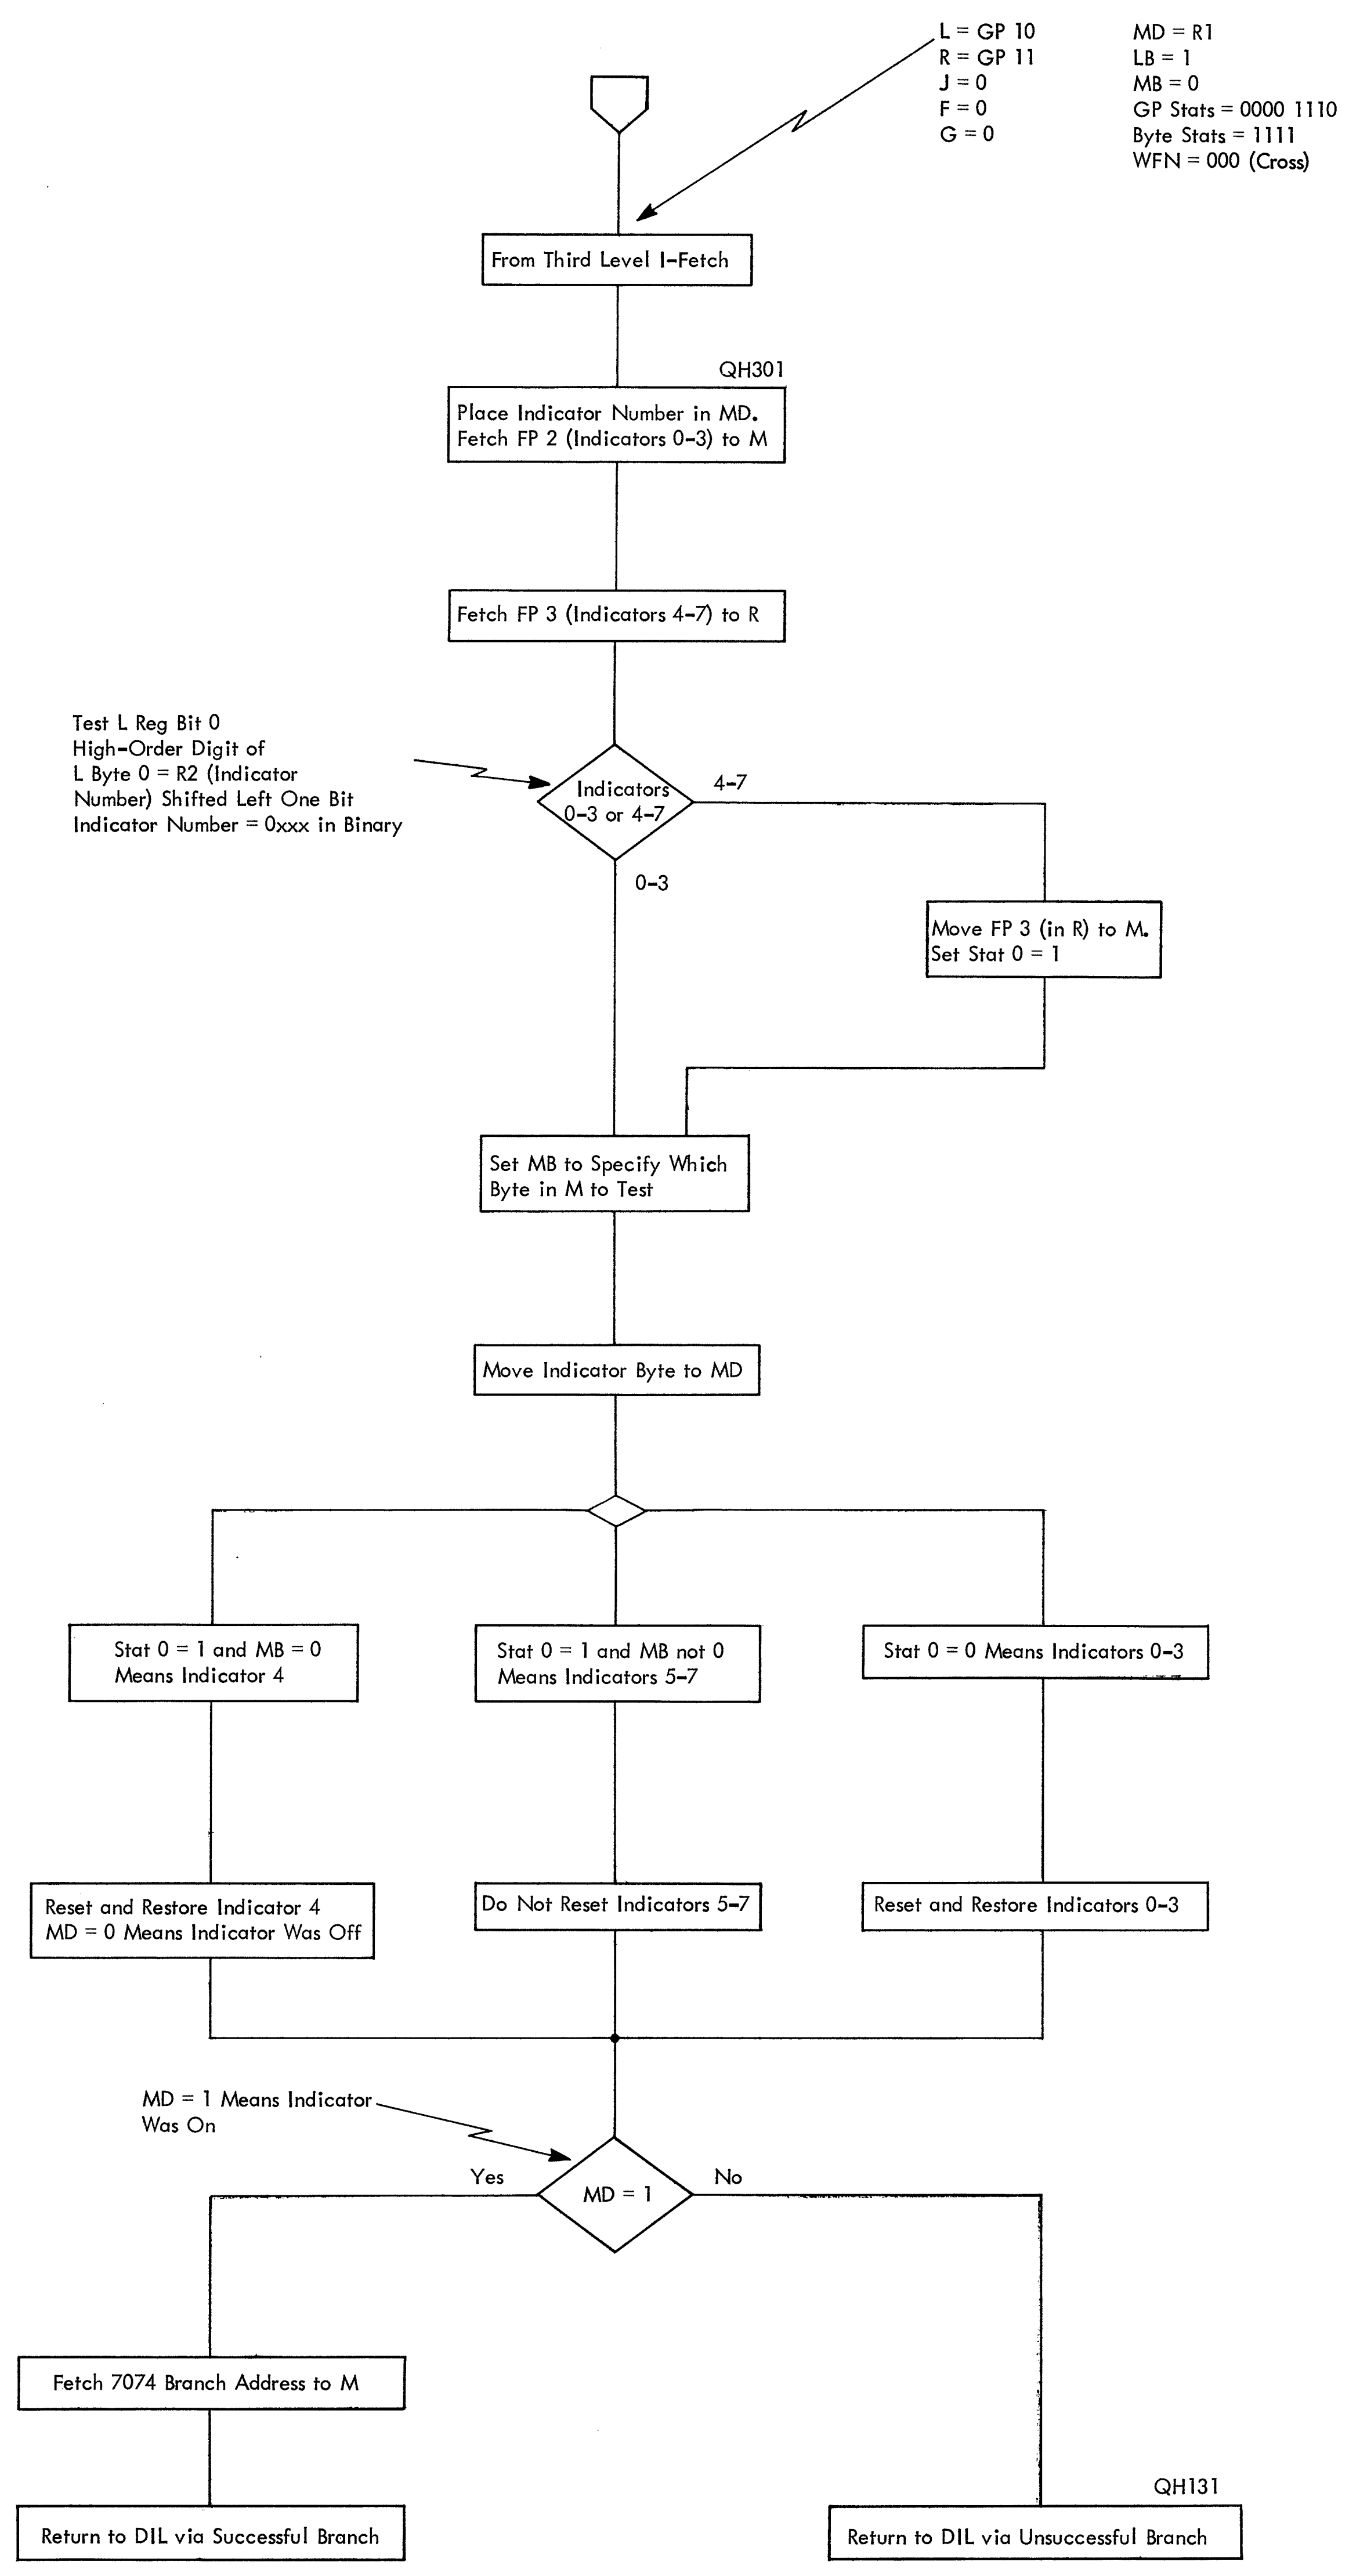 L = GP 10
R = GP 11
J = 0
F = 0
G = 0
MD = R1
LB = 1
MB = 0
GP Stats = 0000 1110
Byte Stats = 1111
WFN = 000 (Cross)
From Third Level I-Fetch
QH301
Place Indicator Number in MD.
Fetch FP 2 (Indicators 0-3) to M
Fetch FP 3 (Indicators 4-7) to R
Test L Reg Bit 0
High-Order Digit of
L Byte 0 = R2 (Indicator
Number) Shifted Left One Bit
Indicator Number = 0xxx in Binary
Indicators
0-3 or 4-7
4-7
0-3
Move FP 3 (in R) to M.
Set Stat 0 = 1
Set MB to Specify Which
Byte in M to Test
Move Indicator Byte to MD
Stat 0 = 1 and MB = 0
Means Indicator 4
Stat 0 = 1 and MB not 0
Means Indicators 5-7
Stat 0 = 0 Means Indicators 0-3
Reset and Restore Indicator 4
MD = 0 Means Indicator Was Off
Do Not Reset Indicators 5-7
Reset and Restore Indicators 0-3
MD = 1 Means Indicator
Was On
Yes
MD = 1
No
Fetch 7074 Branch Address to M
Return to DIL via Successful Branch
QH131
Return to DIL via Unsuccessful Branch